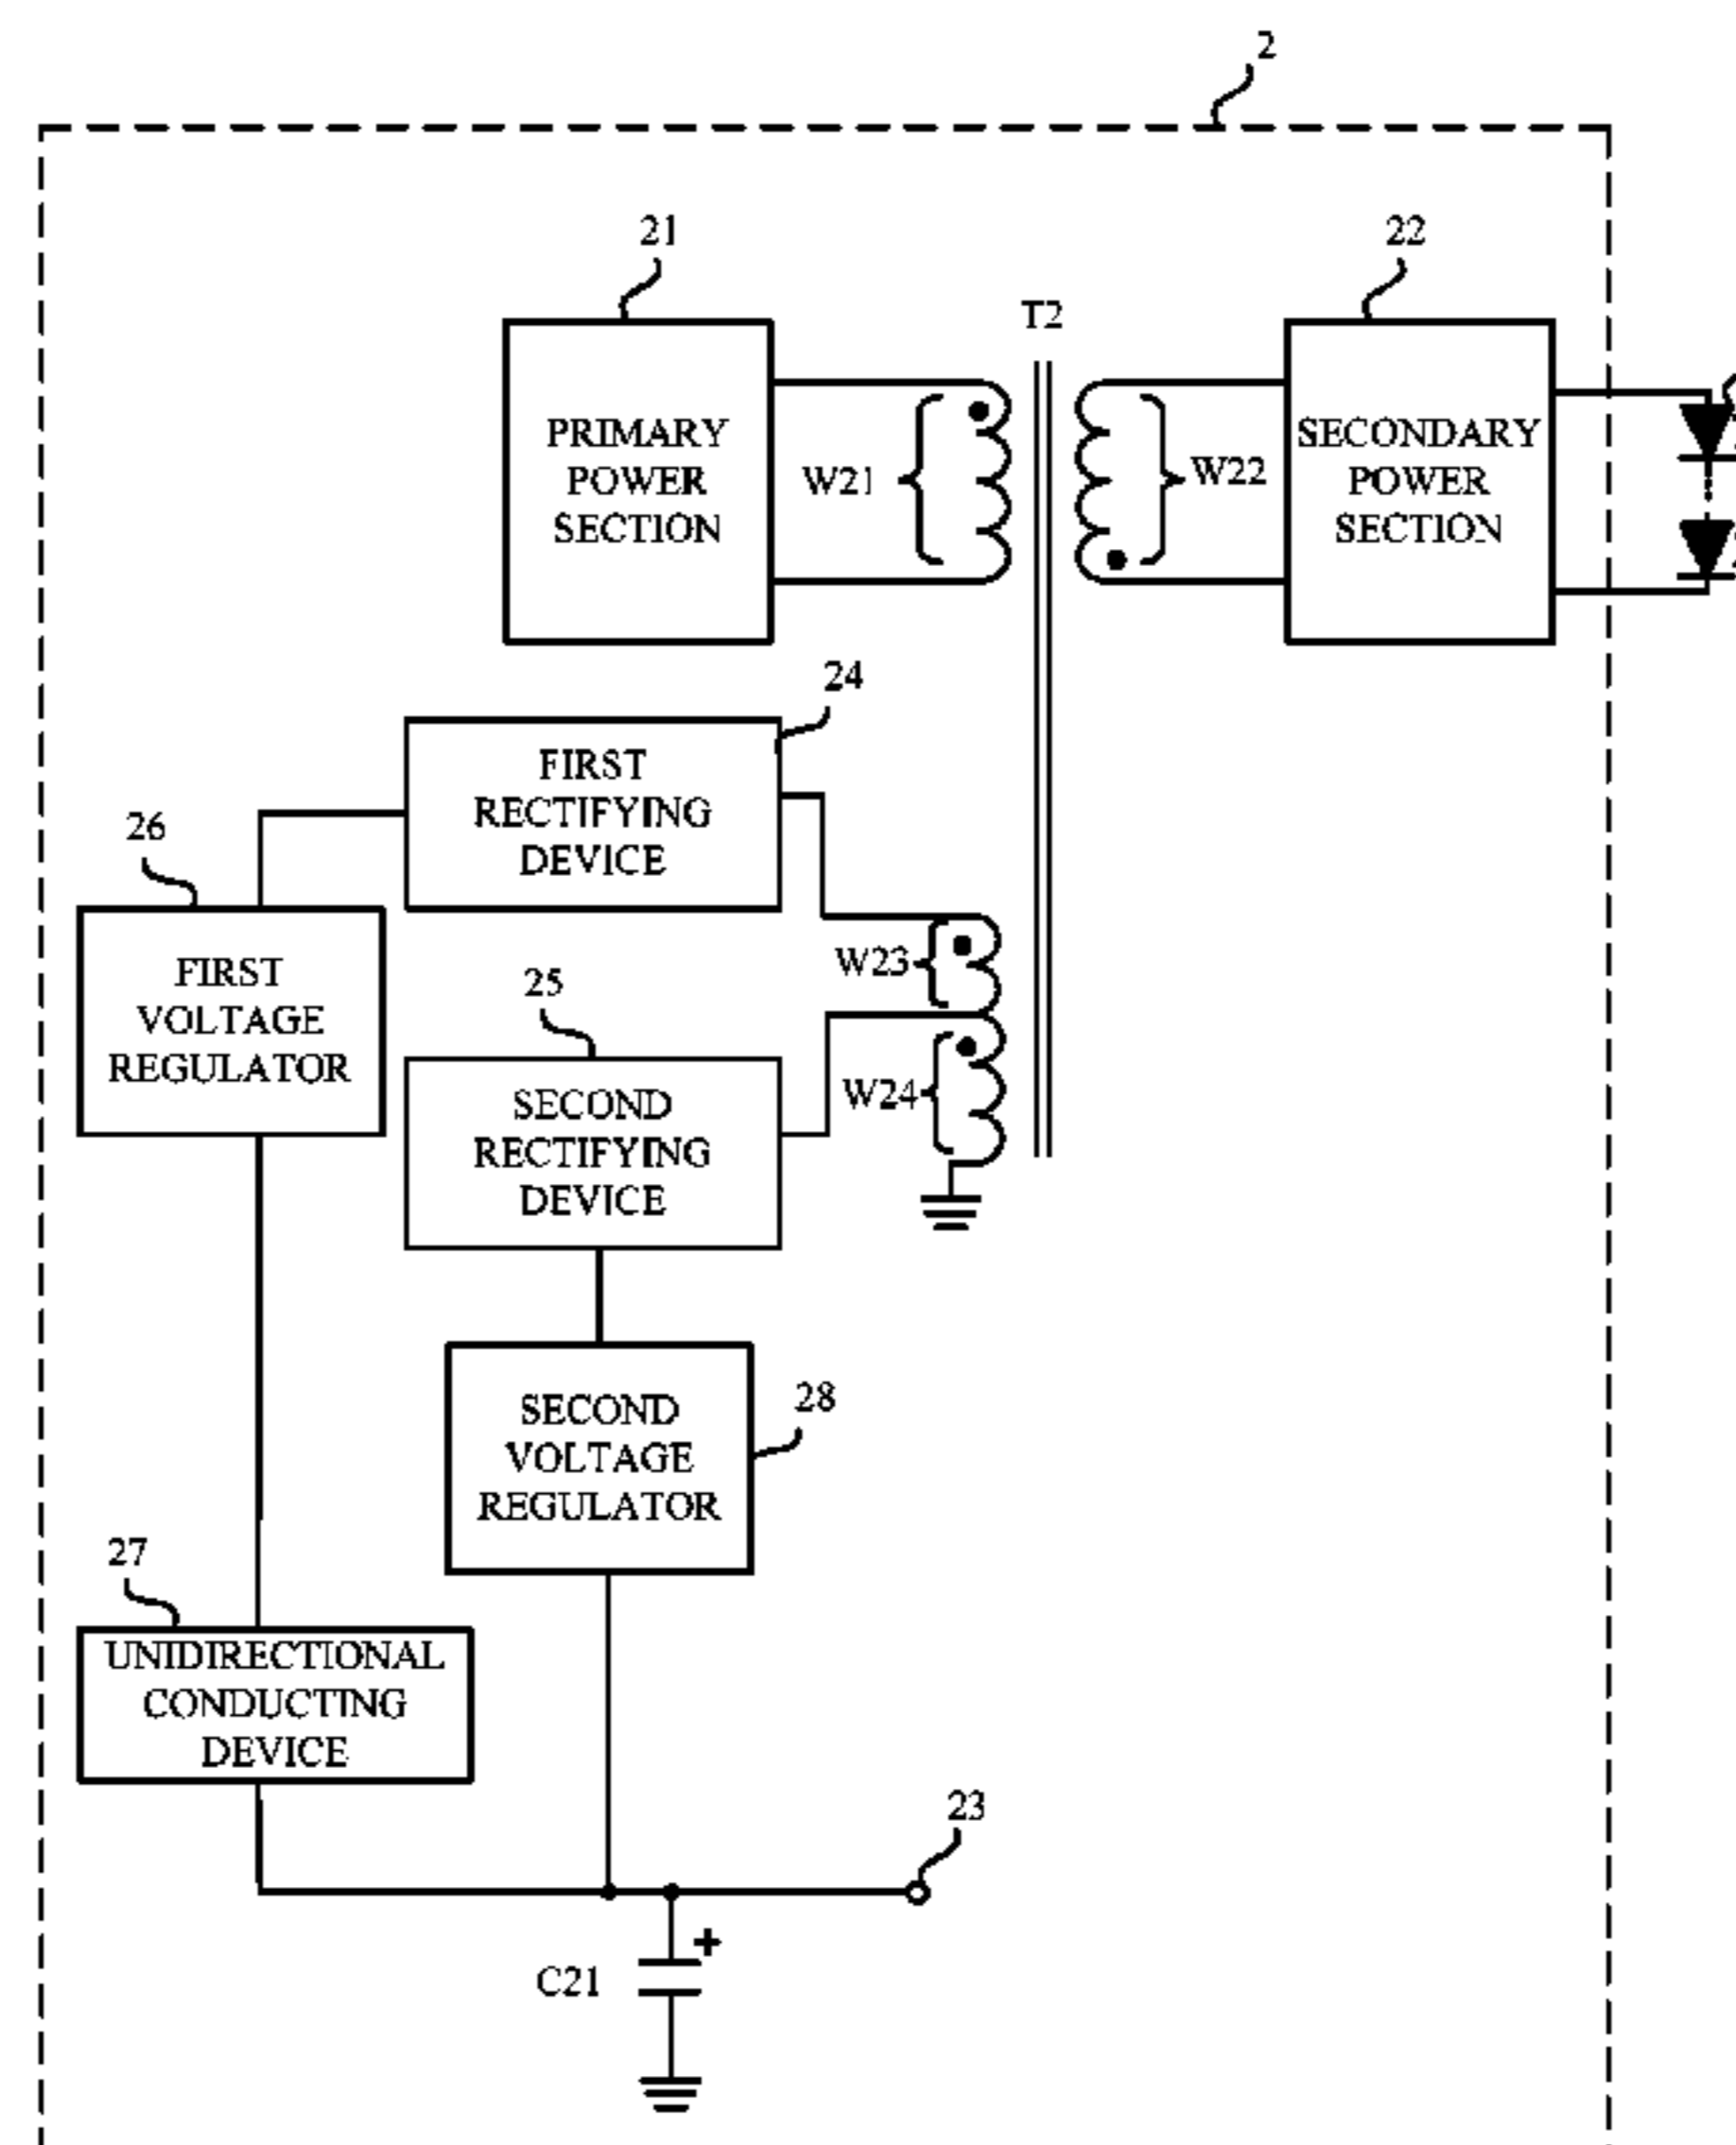 2
21
22
T2
PRIMARY
POWER
SECTION
W21
W22
SECONDARY
POWER
SECTION
24
FIRST
RECTIFYING
DEVICE
26
FIRST
VOLTAGE
REGULATOR
W23
25
SECOND
RECTIFYING
DEVICE
W24
SECOND
VOLTAGE
REGULATOR
28
27
UNIDIRECTIONAL
CONDUCTING
DEVICE
23
+
C21